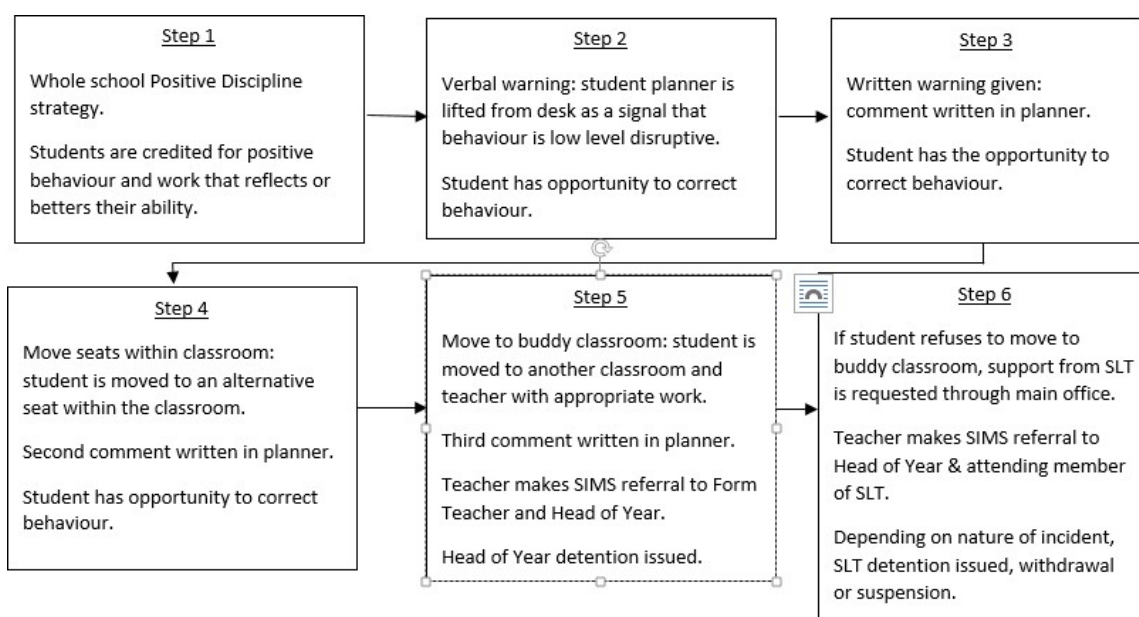 Step 1
Whole school Positive Discipline
strategy.
Students are credited for positive
behaviour and work that reflects or
betters their ability.
Step 2
Verbal warning: student planner is
lifted from desk as a signal that
behaviour is low level disruptive.
Student has opportunity to correct
behaviour.
Step 3
Written warning given:
comment written in planner.
Student has the opportunity to
correct behaviour.
Step 4
Move seats within classroom:
student is moved to an alternative
seat within the classroom.
Second comment written in planner.
Student has opportunity to correct
behaviour.
Step 5
Move to buddy classroom: student is
moved to another classroom and
teacher with appropriate work.
Third comment written in planner.
Teacher makes SIMS referral to Form
Teacher and Head of Year.
Head of Year detention issued.
Step 6
If student refuses to move to
buddy classroom, support from SLT
is requested through main office.
Teacher makes SIMS referral to
Head of Year & attending member
of SLT.
Depending on nature of incident,
SLT detention issued, withdrawal
or suspension.